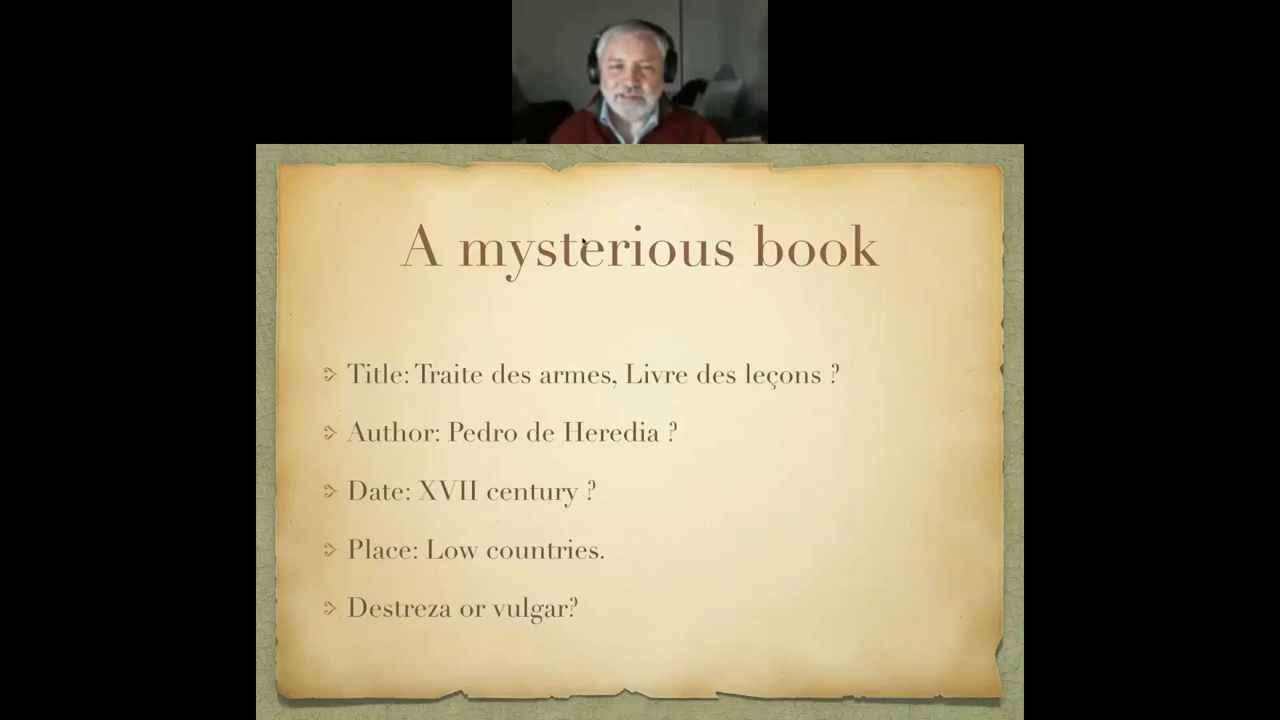 A mysterious book
Title: Traite des armes, Livre des leçons ?
Author: Pedro de Heredia ?
Date: XVII century ?
Place: Low countries.
Destreza or vulgar?